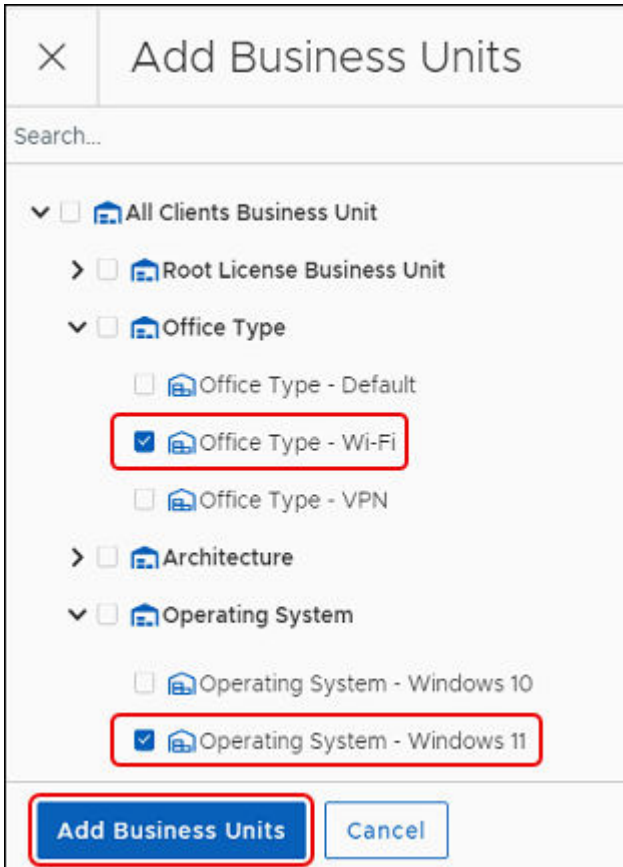 Add Business Units
Search...
All Clients Business Unit
Root License Business Unit
Office Type
Office Type - Default
Office Type - Wi-Fi
Office Type - VPN
Architecture
Operating System
Operating System - Windows 10
Operating System - Windows 11
Add Business Units Cancel